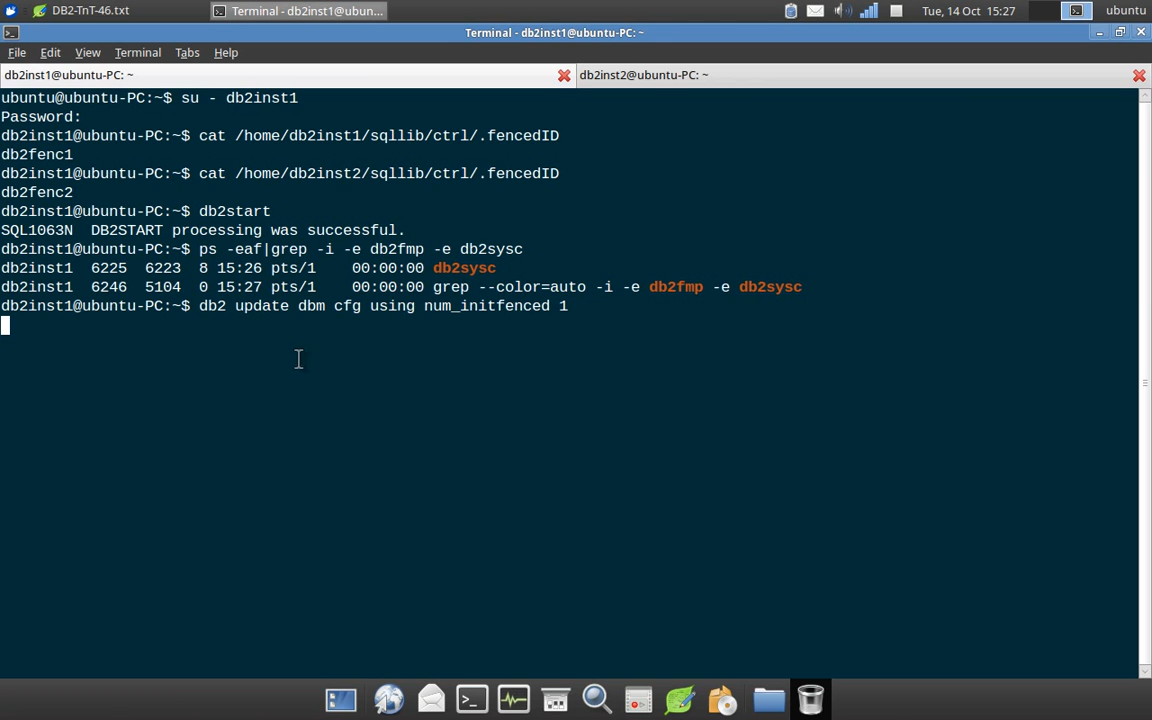 DB2-TnT-46.txt
Terminal - db2inst1@ubun...
Tue, 14 Oct 15:27
ubuntu
Terminal - db2inst1@ubuntu-PC: ~
File Edit View Terminal Tabs Help
db2inst1@ubuntu-PC: ~
db2inst2@ubuntu-PC: ~
ubuntu@ubuntu-PC:~$ su - db2inst1
Password:
db2inst1@ubuntu-PC:~$ cat /home/db2inst1/sqllib/ctrl/.fencedID
db2fenc1
db2inst1@ubuntu-PC:~$ cat /home/db2inst2/sqllib/ctrl/.fencedID
db2fenc2
db2inst1@ubuntu-PC:~$ db2start
SQL1063N  DB2START processing was successful.
db2inst1@ubuntu-PC:~$ ps -eaf|grep -i -e db2fmp -e db2sysc
db2inst1  6225  6223  8 15:26 pts/1    00:00:00 db2sysc
db2inst1  6246  5104  0 15:27 pts/1    00:00:00 grep --color=auto -i -e db2fmp -e db2sysc
db2inst1@ubuntu-PC:~$ db2 update dbm cfg using num_initfenced 1